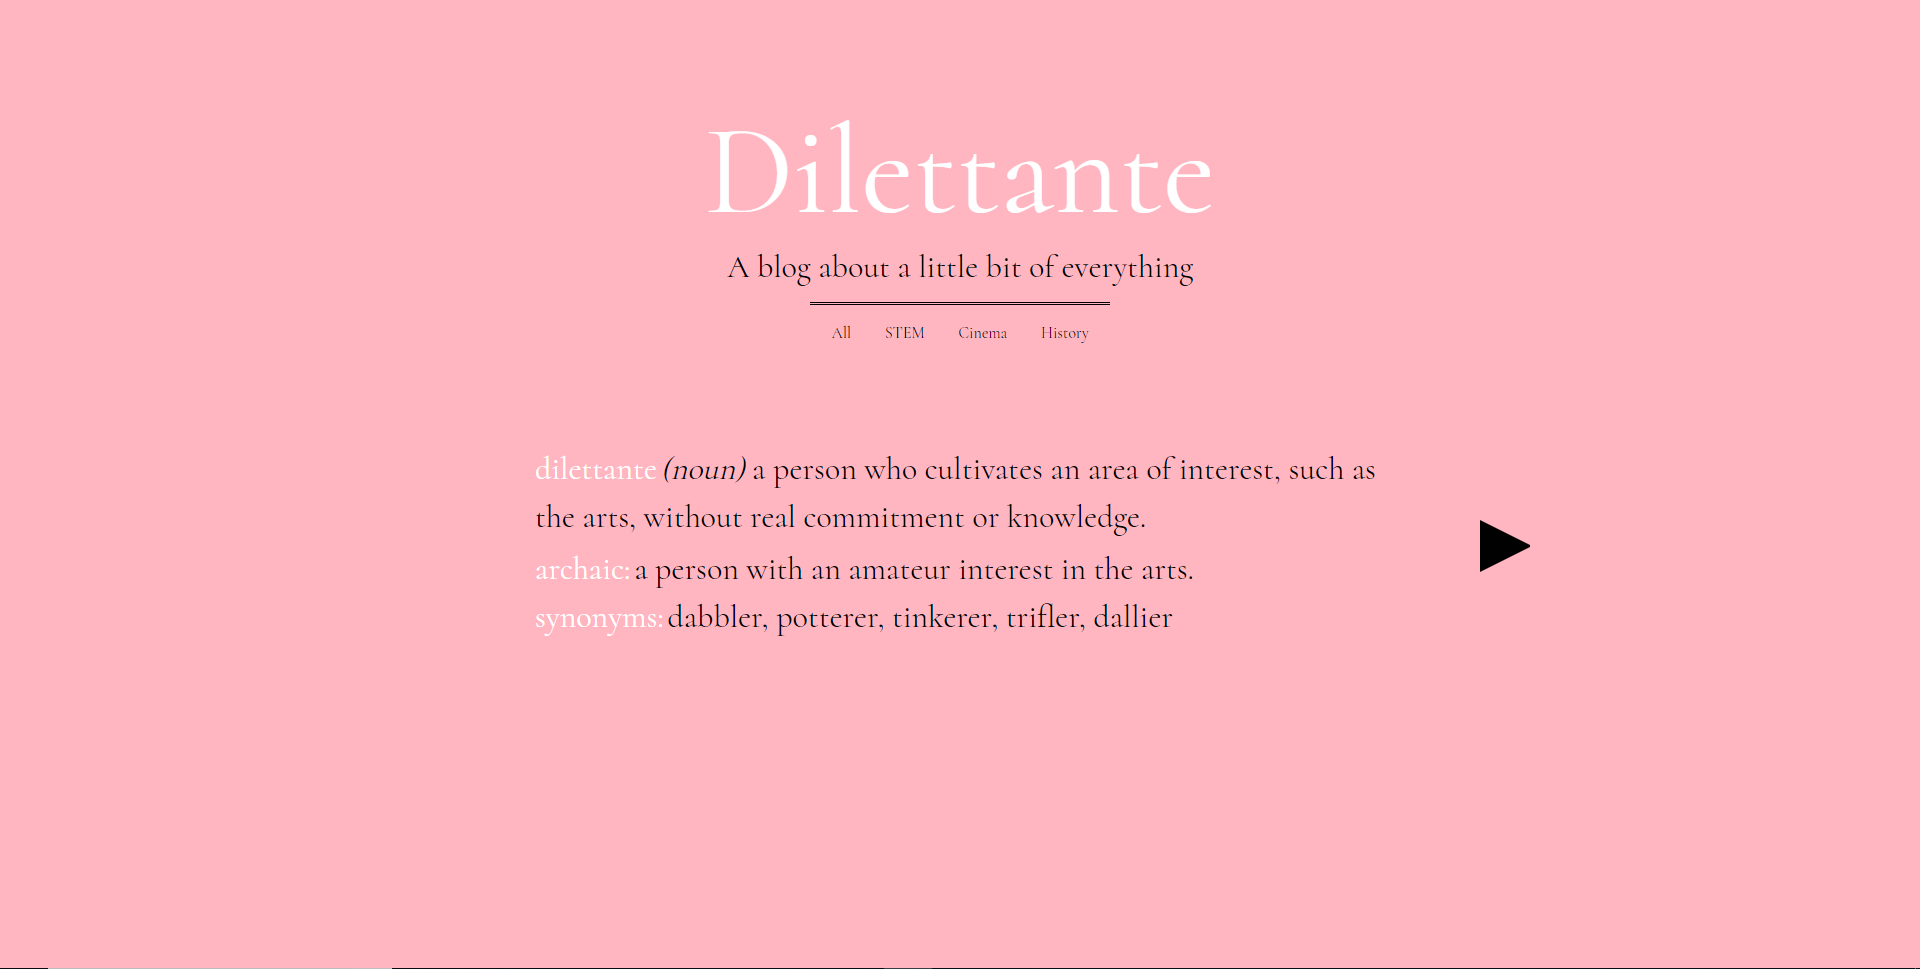 Dilettante
A blog about a little bit of everything
All STEM Cinema History
dilettante (noun) a person who cultivates an area of interest, such as
the arts, without real commitment or knowledge.
archaic: a person with an amateur interest in the arts.
synonyms: dabbler, potterer, tinkerer, trifler, dallier